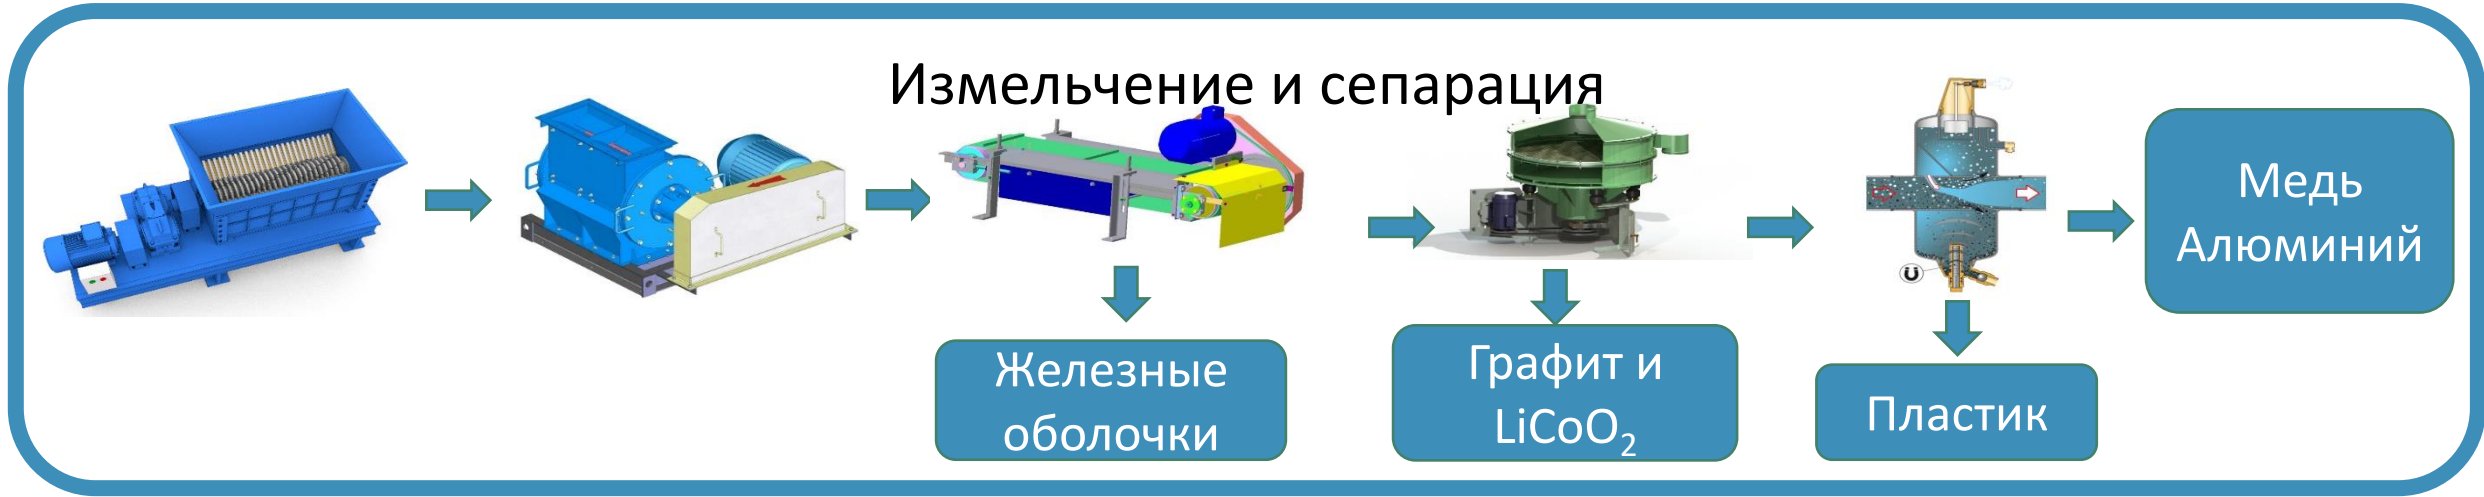 Измельчение и сепарация
Железные
оболочки
Графит и
LiCoO₂
Пластик
Медь
Алюминий